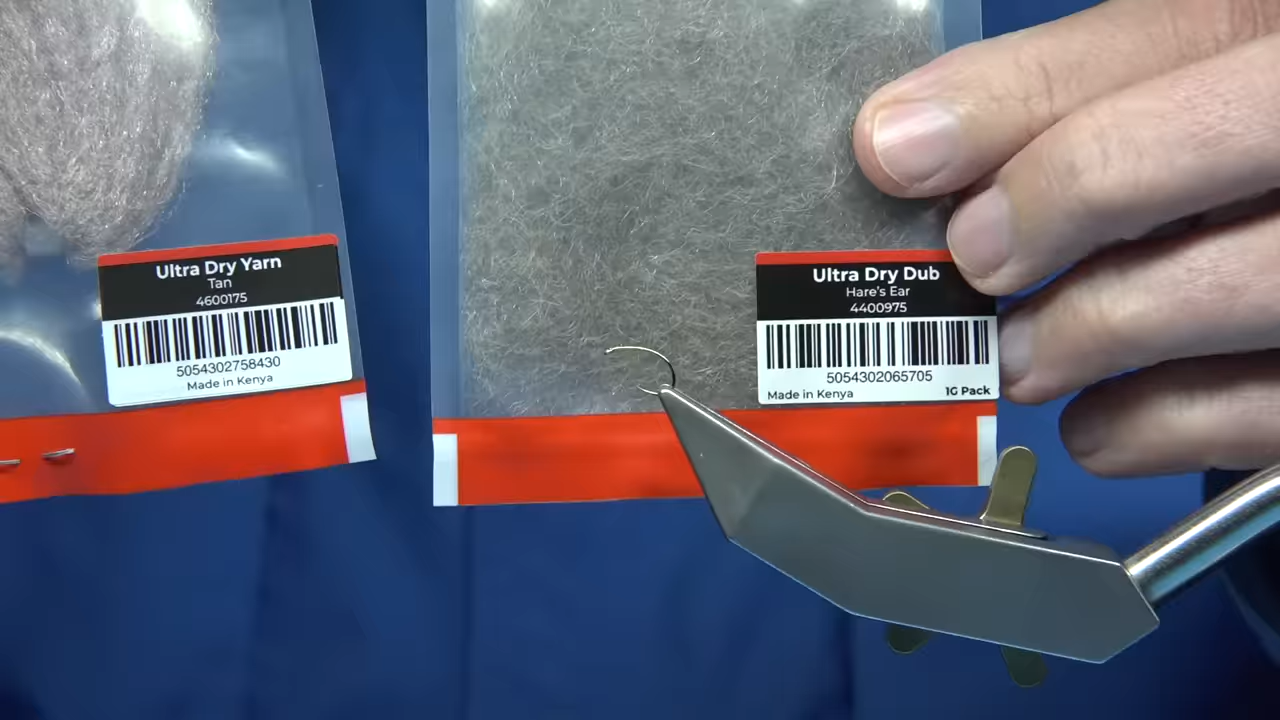 Ultra Dry Yarn
Tan
4600175
5054302758430
Made in Kenya
Ultra Dry Dub
Hare's Ear
4400975
5054302065705
Made in Kenya 1G Pack